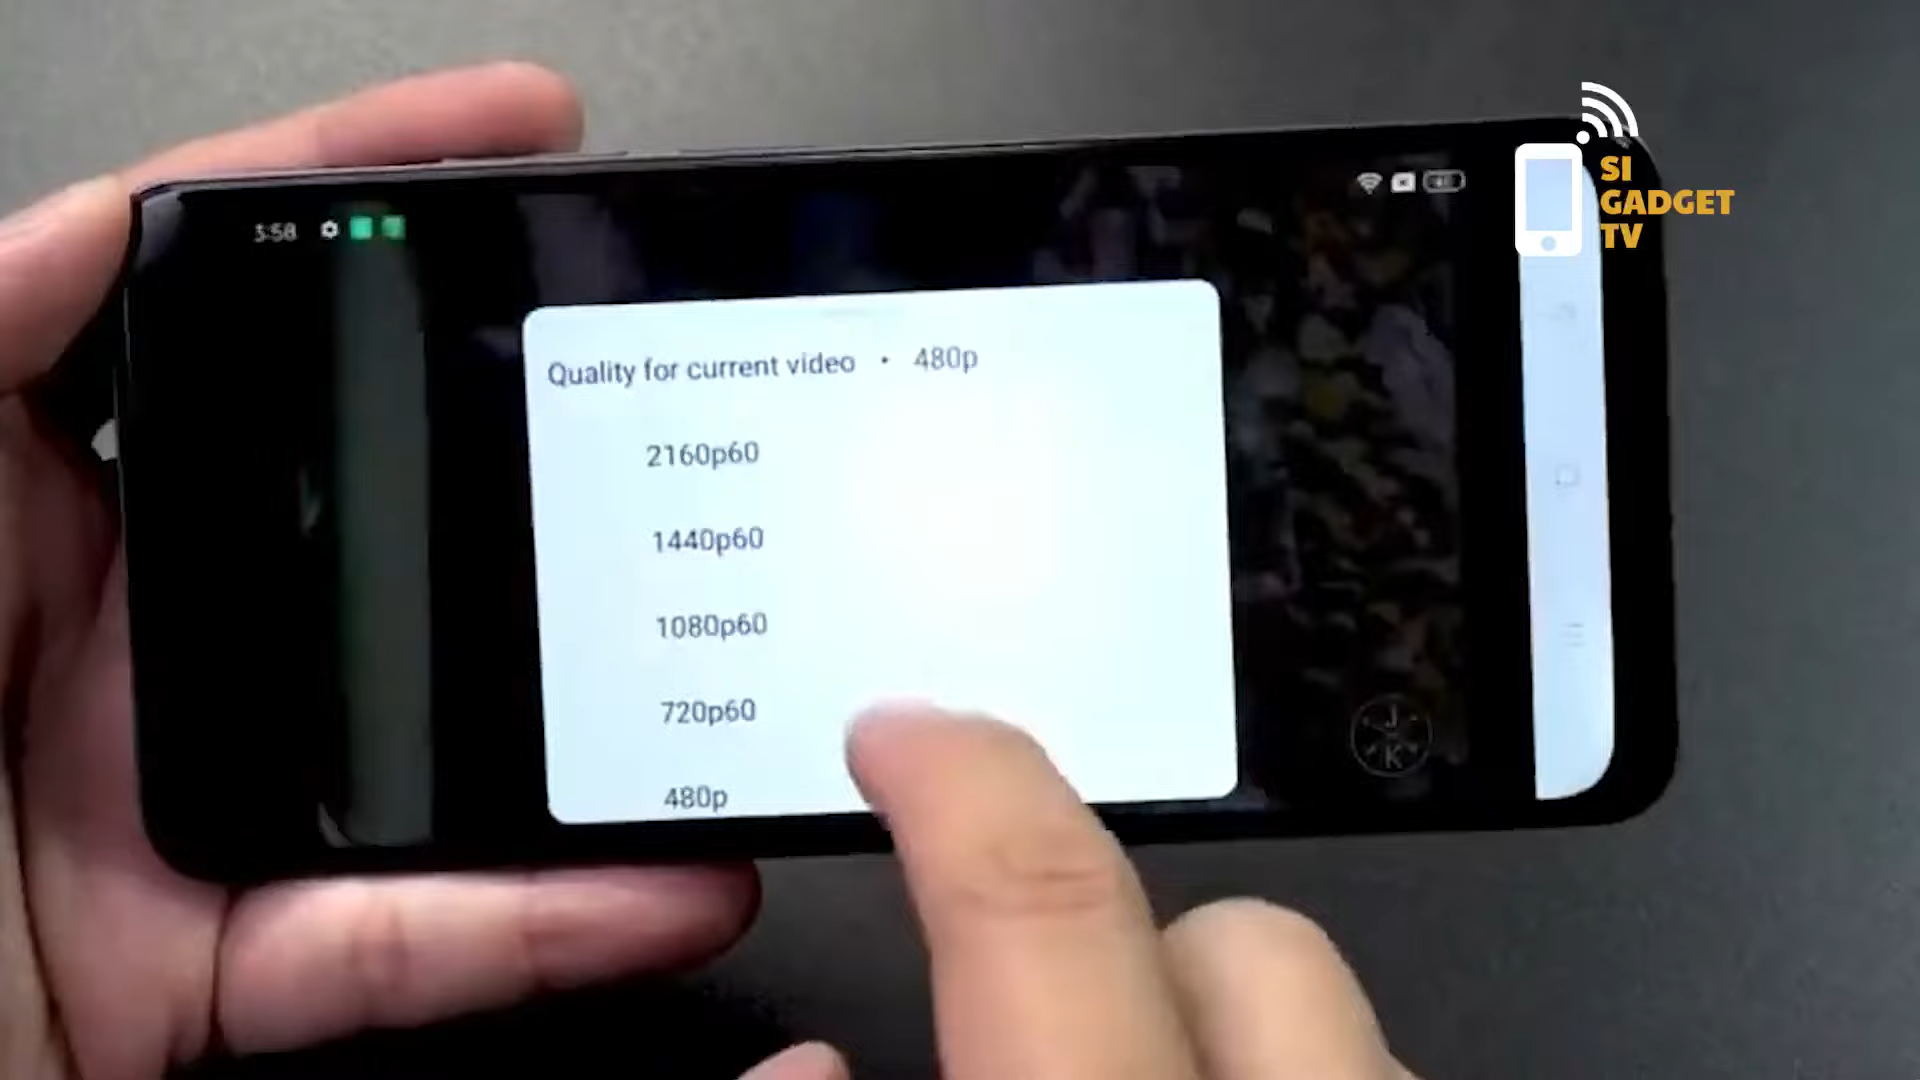 SI
GADGET
TV
3:58
Quality for current video • 480p
2160p60
1440p60
1080p60
720p60
480p
J
K